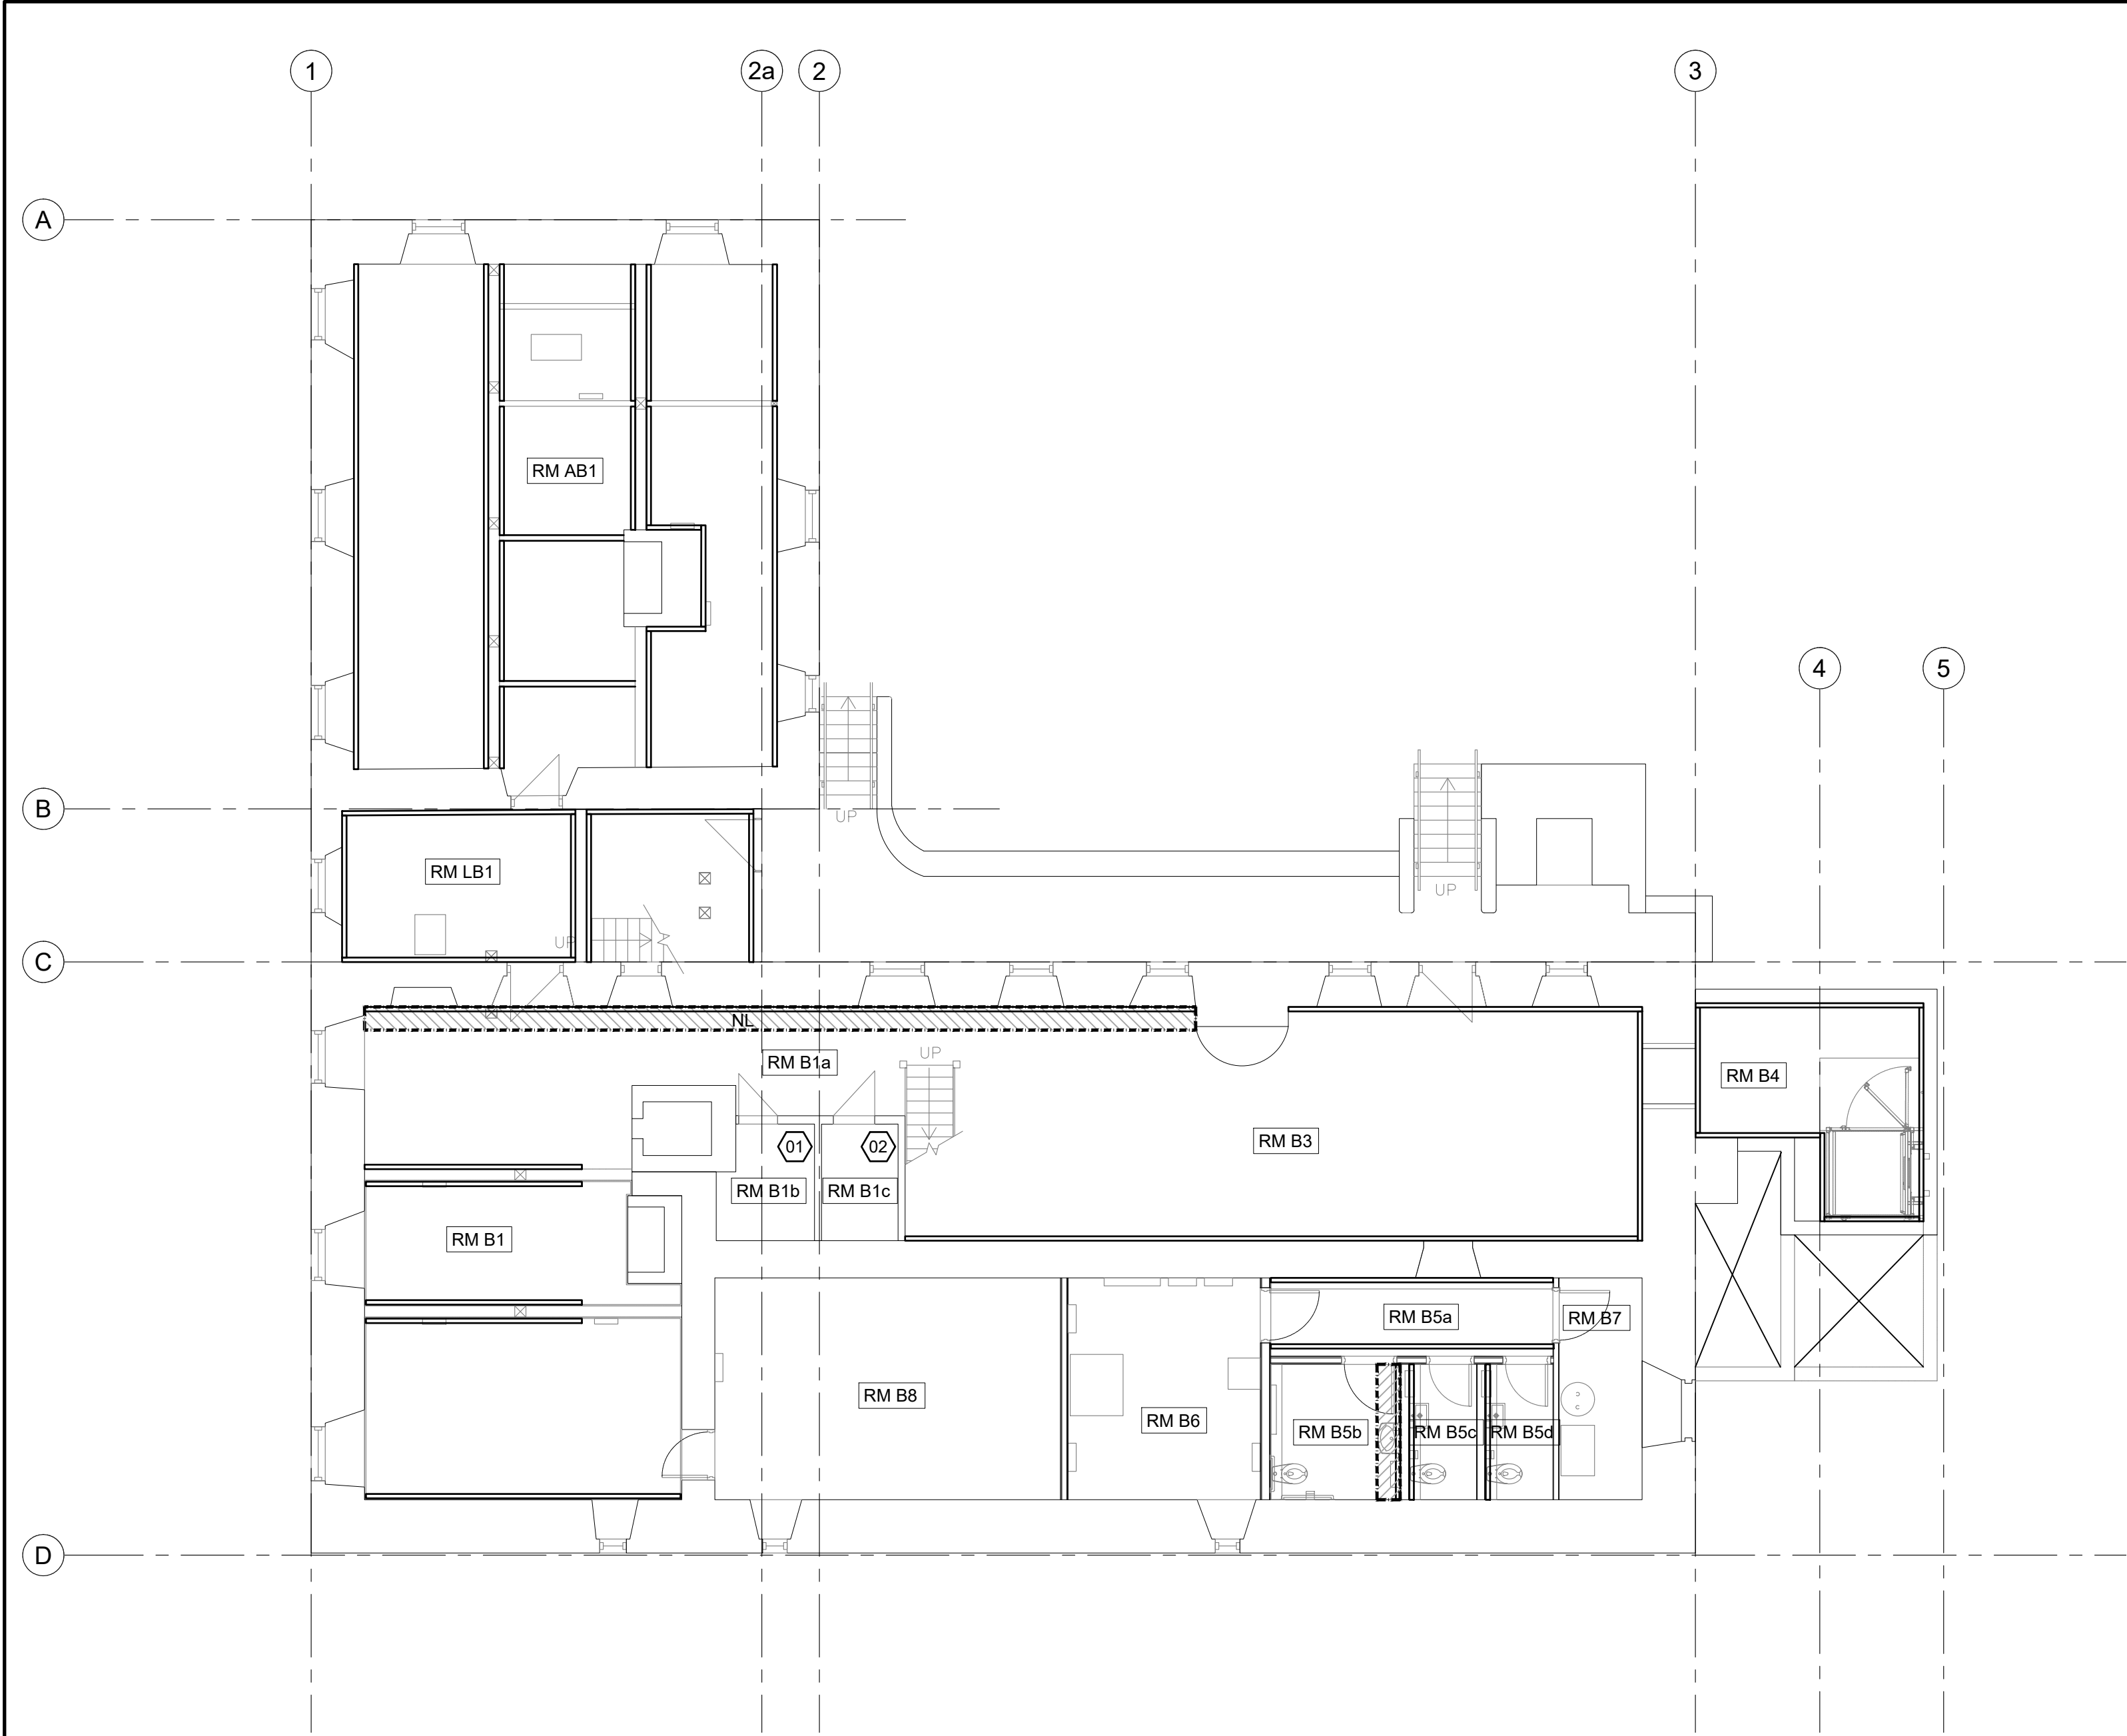 1
2a
2
3
A
RM AB1
4
5
B
UP
RM LB1
UP
UP
C
NL
RM B1a
UP
RM B4
01
02
RM B3
RM B1b
RM B1c
RM B1
RM B5a
RM B7
RM B8
RM B6
RM B5b
RM B5c
RM B5d
D